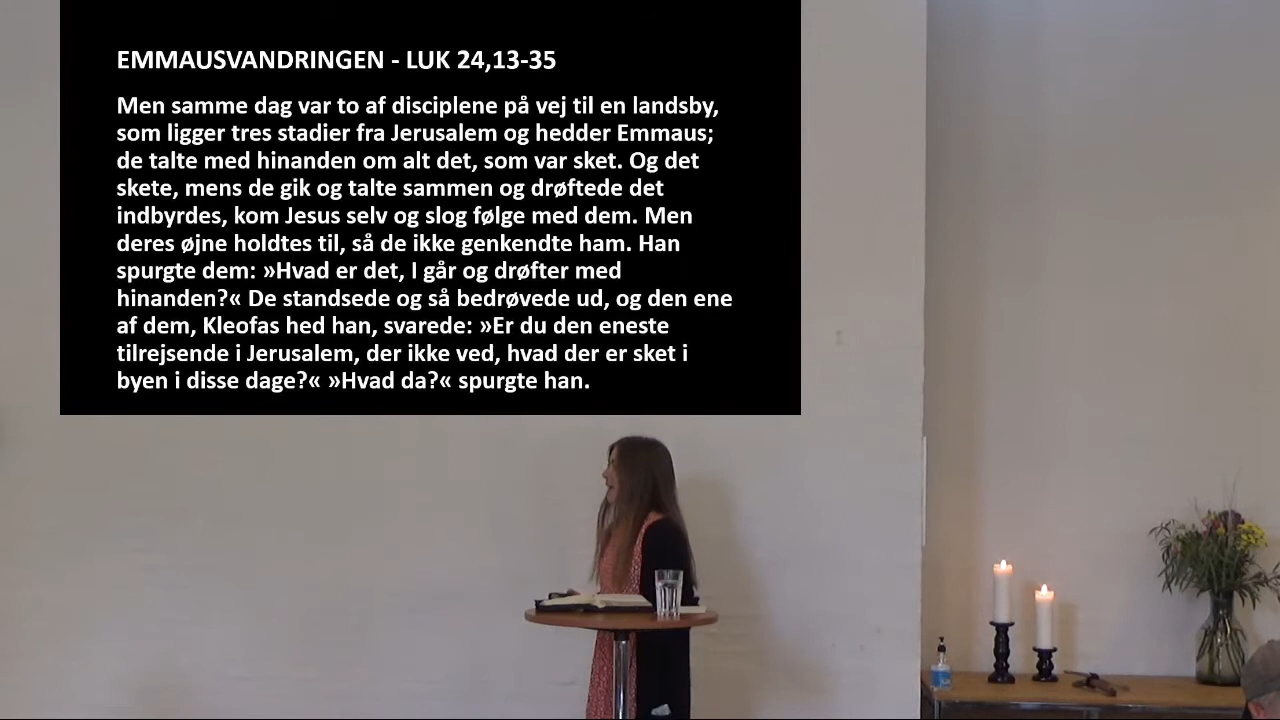 EMMAUSVANDRINGEN - LUK 24,13-35
Men samme dag var to af disciplene på vej til en landsby,
som ligger tres stadier fra Jerusalem og hedder Emmaus;
de talte med hinanden om alt det, som var sket. Og det
skete, mens de gik og talte sammen og drøftede det
indbyrdes, kom Jesus selv og slog følge med dem. Men
deres øjne holdtes til, så de ikke genkendte ham. Han
spurgte dem: »Hvad er det, I går og drøfter med
hinanden?« De standsede og så bedrøvede ud, og den ene
af dem, Kleofas hed han, svarede: »Er du den eneste
tilrejsende i Jerusalem, der ikke ved, hvad der er sket i
byen i disse dage?« »Hvad da?« spurgte han.